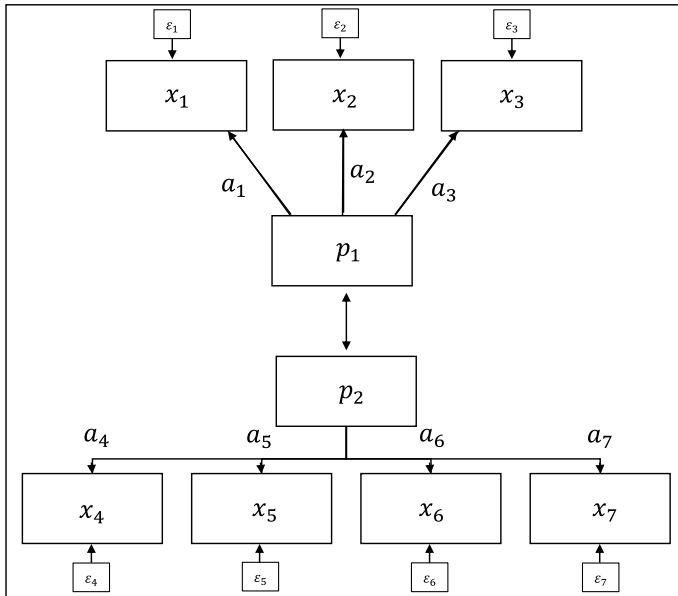 ε₁ ε₂ ε₃
x₁ x₂ x₃
a₁ a₂ a₃
p₁
p₂
a₄ a₅ a₆ a₇
x₄ x₅ x₆ x₇
ε₄ ε₅ ε₆ ε₇